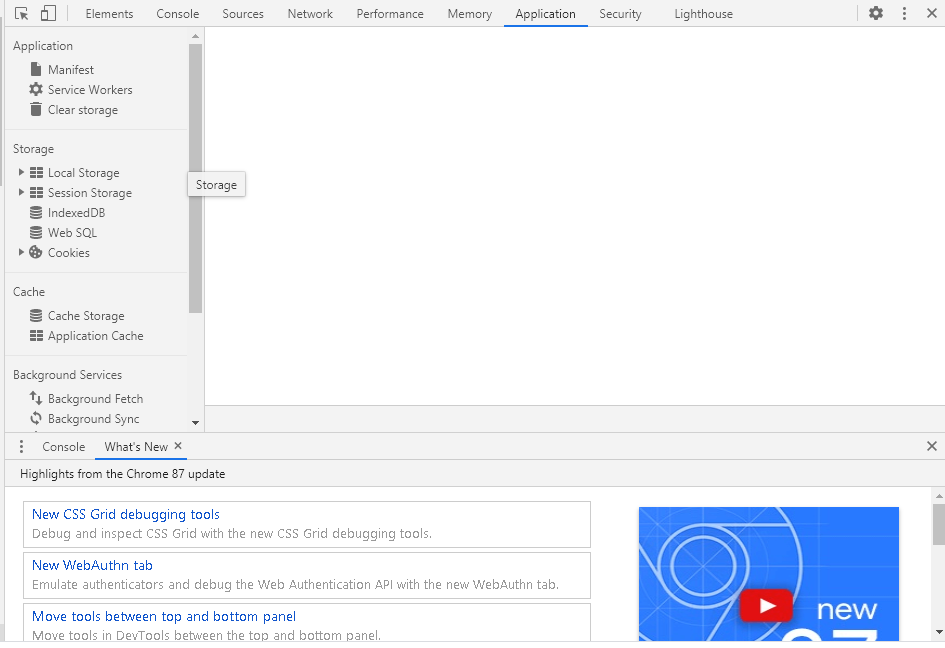 Elements Console Sources Network Performance Memory Application Security Lighthouse
Application
Manifest
Service Workers
Clear storage
Storage
Local Storage
Storage
Session Storage
IndexedDB
Web SQL
Cookies
Cache
Cache Storage
Application Cache
Background Services
Background Fetch
Background Sync
Console What's New
Highlights from the Chrome 87 update
New CSS Grid debugging tools
Debug and inspect CSS Grid with the new CSS Grid debugging tools.
New WebAuthn tab
Emulate authenticators and debug the Web Authentication API with the new WebAuthn tab.
Move tools between top and bottom panel
Move tools in DevTools between the top and bottom panel.
new